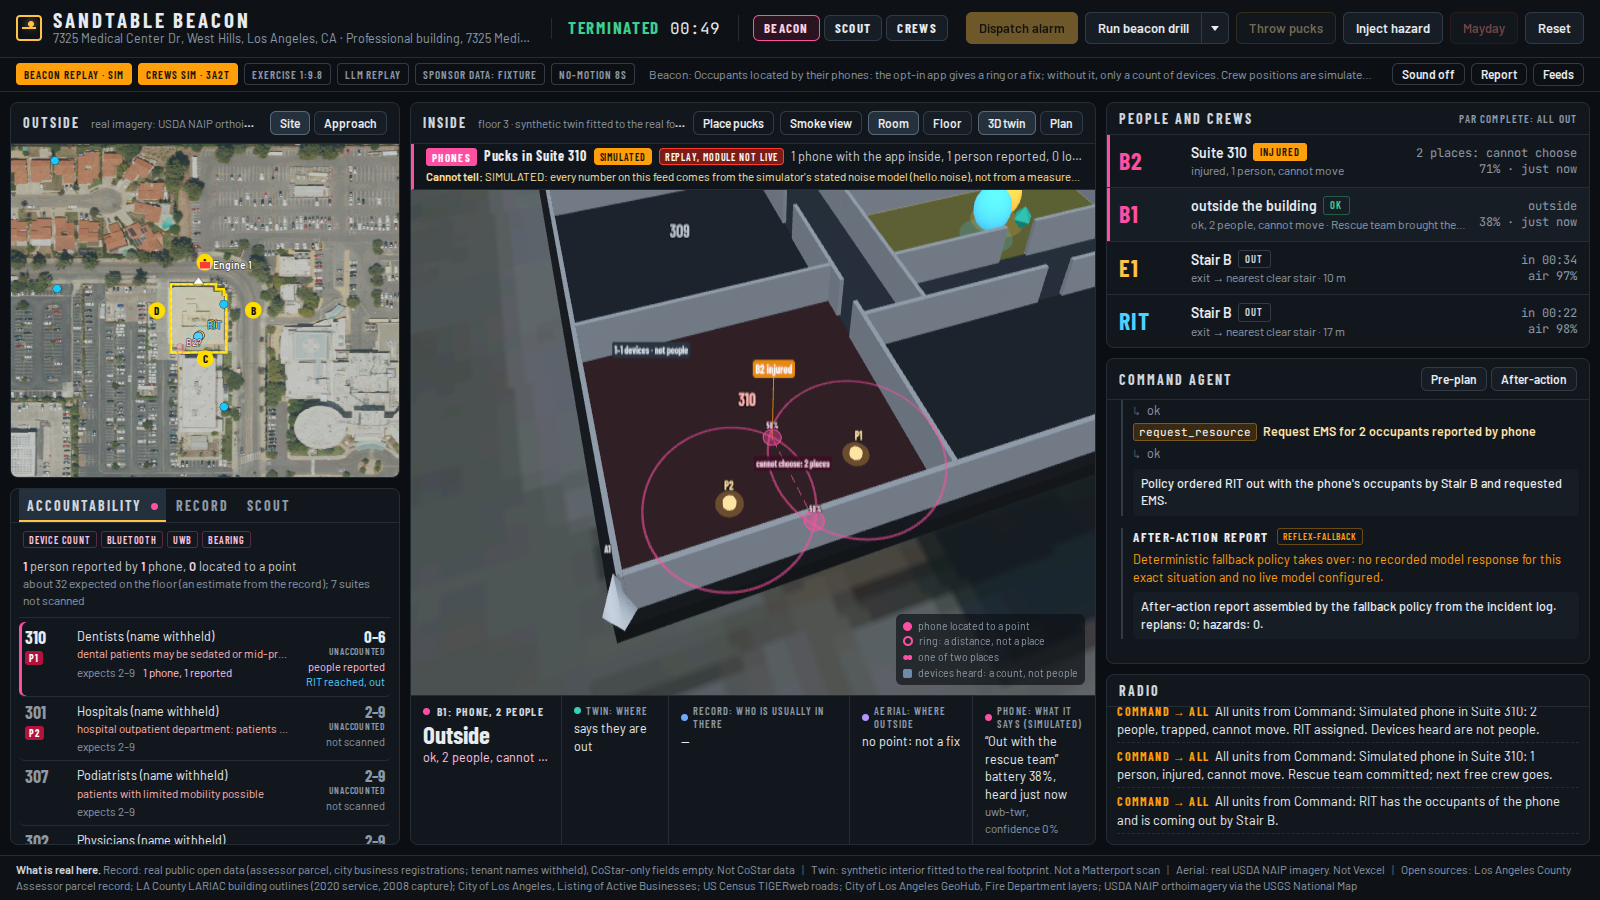 SANDTABLE BEACON
7325 Medical Center Dr, West Hills, Los Angeles, CA · Professional building, 7325 Medi...
TERMINATED 00:49
BEACON SCOUT CREWS
Dispatch alarm Run beacon drill Throw pucks Inject hazard Mayday Reset
BEACON REPLAY · SIM CREWS SIM · 3A2T EXERCISE 1:9.8 LLM REPLAY SPONSOR DATA: FIXTURE NO-MOTION 8S
Beacon: Occupants located by their phones: the opt-in app gives a ring or a fix; without it, only a count of devices. Crew positions are simulate...
Sound off Report Feeds
OUTSIDE real imagery: USDA NAIP orthoi... Site Approach
Engine 1
D
B
RIT
B2?
C
ACCOUNTABILITY RECORD SCOUT
DEVICE COUNT BLUETOOTH UWB BEARING
1 person reported by 1 phone, 0 located to a point
about 32 expected on the floor (an estimate from the record); 7 suites
not scanned
310 Dentists (name withheld) 0-6
P1 dental patients may be sedated or mid-pr... UNACCOUNTED
expects 2-9 1 phone, 1 reported people reported
RIT reached, out
301 Hospitals (name withheld) 2-9
P2 hospital outpatient department: patients ... UNACCOUNTED
expects 2-9 not scanned
307 Podiatrists (name withheld) 2-9
patients with limited mobility possible UNACCOUNTED
expects 2-9 not scanned
302 Physicians (name withheld) 2-9
INSIDE floor 3 · synthetic twin fitted to the real fo... Place pucks Smoke view Room Floor 3D twin Plan
PHONES Pucks in Suite 310 SIMULATED REPLAY, MODULE NOT LIVE 1 phone with the app inside, 1 person reported, 0 lo...
Cannot tell: SIMULATED: every number on this feed comes from the simulator's stated noise model (hello.noise), not from a measure...
309
1-1 devices · not people
B2 injured
310
50%
P1
cannot choose: 2 places
P2
50%
phone located to a point
ring: a distance, not a place
one of two places
devices heard: a count, not people
B1: PHONE, 2 PEOPLE
Outside
ok, 2 people, cannot ...
TWIN: WHERE
says they are
out
RECORD: WHO IS USUALLY IN
THERE
—
AERIAL: WHERE
OUTSIDE
no point: not a fix
PHONE: WHAT IT
SAYS (SIMULATED)
"Out with the
rescue team"
battery 38%,
heard just now
uwb-twr,
confidence 0%
PEOPLE AND CREWS PAR COMPLETE: ALL OUT
B2 Suite 310 INJURED 2 places: cannot choose
injured, 1 person, cannot move 71% · just now
B1 outside the building OK outside
ok, 2 people, cannot move · Rescue team brought the... 38% · just now
E1 Stair B OUT in 00:34
exit → nearest clear stair · 10 m air 97%
RIT Stair B OUT in 00:22
exit → nearest clear stair · 17 m air 98%
COMMAND AGENT Pre-plan After-action
↳ ok
request_resource Request EMS for 2 occupants reported by phone
↳ ok
Policy ordered RIT out with the phone's occupants by Stair B and requested
EMS.
AFTER-ACTION REPORT REFLEX-FALLBACK
Deterministic fallback policy takes over: no recorded model response for this
exact situation and no live model configured.
After-action report assembled by the fallback policy from the incident log.
replans: 0; hazards: 0.
RADIO
COMMAND → ALL All units from Command: Simulated phone in Suite 310: 2
people, trapped, cannot move. RIT assigned. Devices heard are not people.
COMMAND → ALL All units from Command: Simulated phone in Suite 310: 1
person, injured, cannot move. Rescue team committed; next free crew goes.
COMMAND → ALL All units from Command: RIT has the occupants of the phone
and is coming out by Stair B.
What is real here. Record: real public open data (assessor parcel, city business registrations; tenant names withheld), CoStar-only fields empty. Not CoStar data | Twin: synthetic interior fitted to the real footprint. Not a Matterport scan | Aerial: real USDA NAIP imagery. Not Vexcel | Open sources: Los Angeles County
Assessor parcel record; LA County LARIAC building outlines (2020 service, 2008 capture); City of Los Angeles, Listing of Active Businesses; US Census TIGERweb roads; City of Los Angeles GeoHub, Fire Department layers; USDA NAIP orthoimagery via the USGS National Map